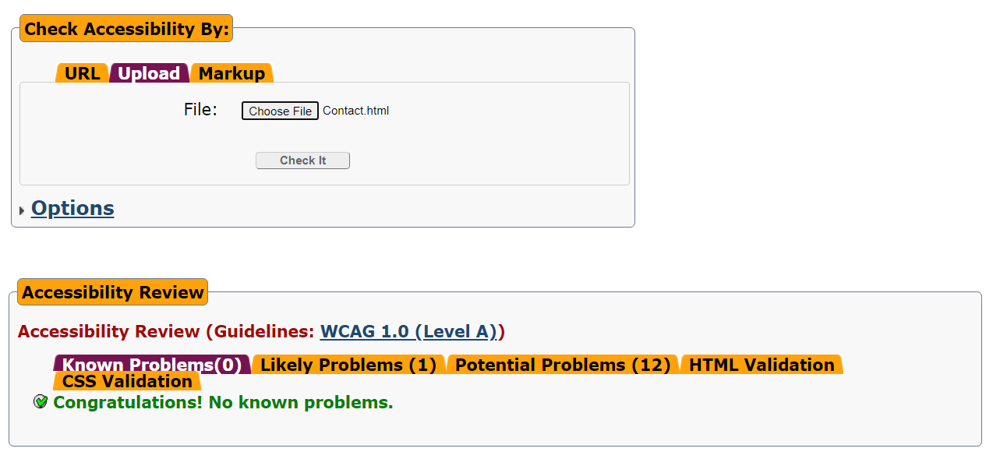 Check Accessibility By:
URL Upload Markup
File: Choose File Contact.html
Check It
Options
Accessibility Review
Accessibility Review (Guidelines: WCAG 1.0 (Level A))
Known Problems(0) Likely Problems (1) Potential Problems (12) HTML Validation
CSS Validation
Congratulations! No known problems.